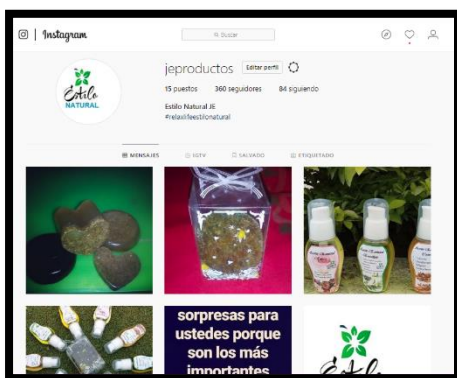 Instagram
Buscar
jeproductos Editar perfil
15 puestos 360 seguidores 84 siguiendo
Estilo Natural JE
#relaxlifeestilonatural
Estilo
NATURAL
MENSAJES IGTV SALVADO ETIQUETADO
sorpresas para
ustedes porque
son los más
importantes
Estilo